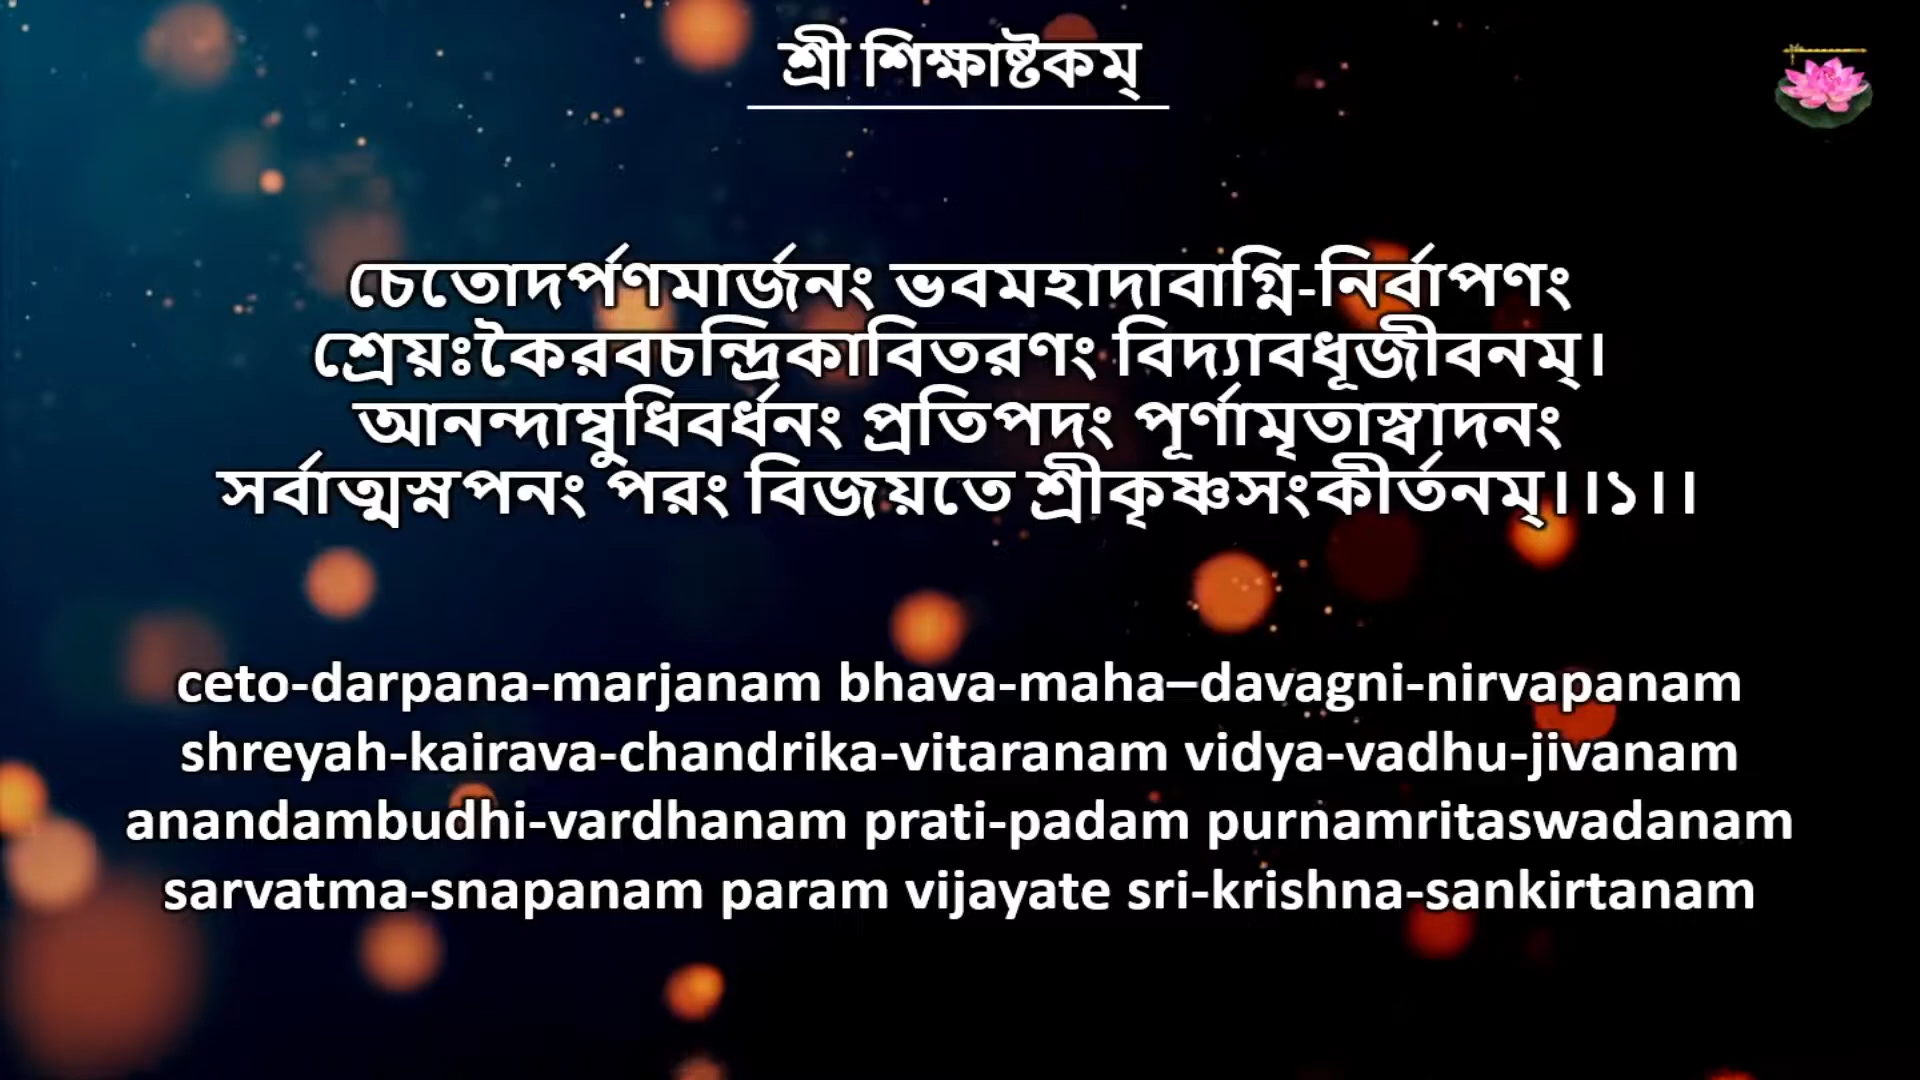 শ্রী শিক্ষাষ্টকম্
চেতোদর্পণমার্জনং ভবমহাদাবাগ্নি-নির্বাপণং
শ্রেয়ঃকৈরবচন্দ্রিকাবিতরণং বিদ্যাবধূজীবনম্।
আনন্দাম্বুধিবর্ধনং প্রতিপদং পূর্ণামৃতাস্বাদনং
সর্বাত্মস্নপনং পরং বিজয়তে শ্রীকৃষ্ণসংকীর্তনম্।।১।।
ceto-darpana-marjanam bhava-maha–davagni-nirvapanam
shreyah-kairava-chandrika-vitaranam vidya-vadhu-jivanam
anandambudhi-vardhanam prati-padam purnamritaswadanam
sarvatma-snapanam param vijayate sri-krishna-sankirtanam